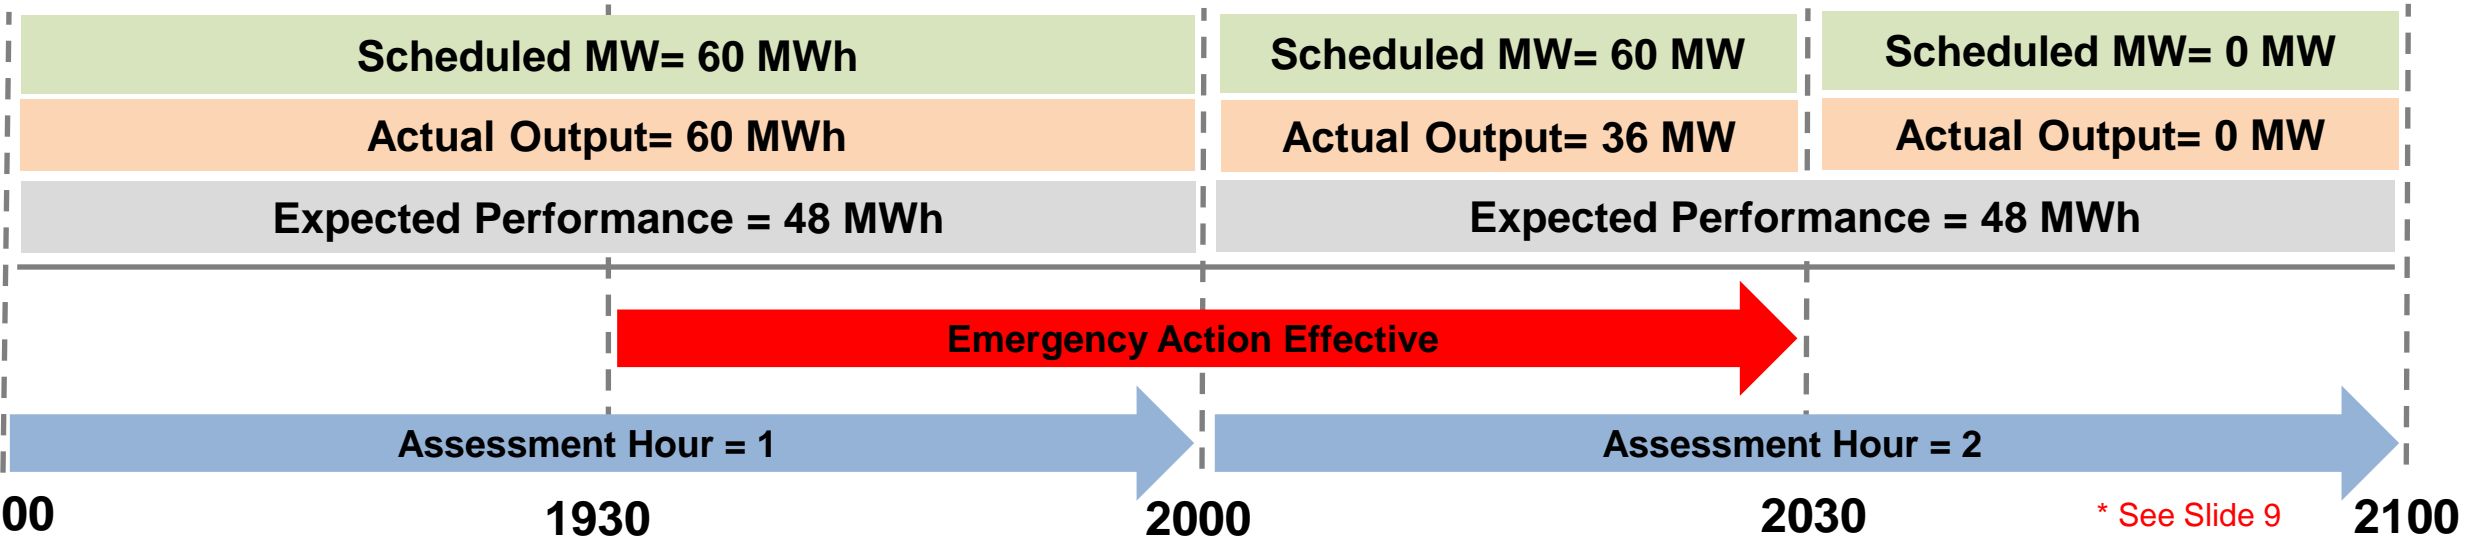 Scheduled MW= 60 MWh
Scheduled MW= 60 MW
Scheduled MW= 0 MW
Actual Output= 60 MWh
Actual Output= 36 MW
Actual Output= 0 MW
Expected Performance = 48 MWh
Expected Performance = 48 MWh
Emergency Action Effective
Assessment Hour = 1
Assessment Hour = 2
00
1930
2000
2030
* See Slide 9
2100